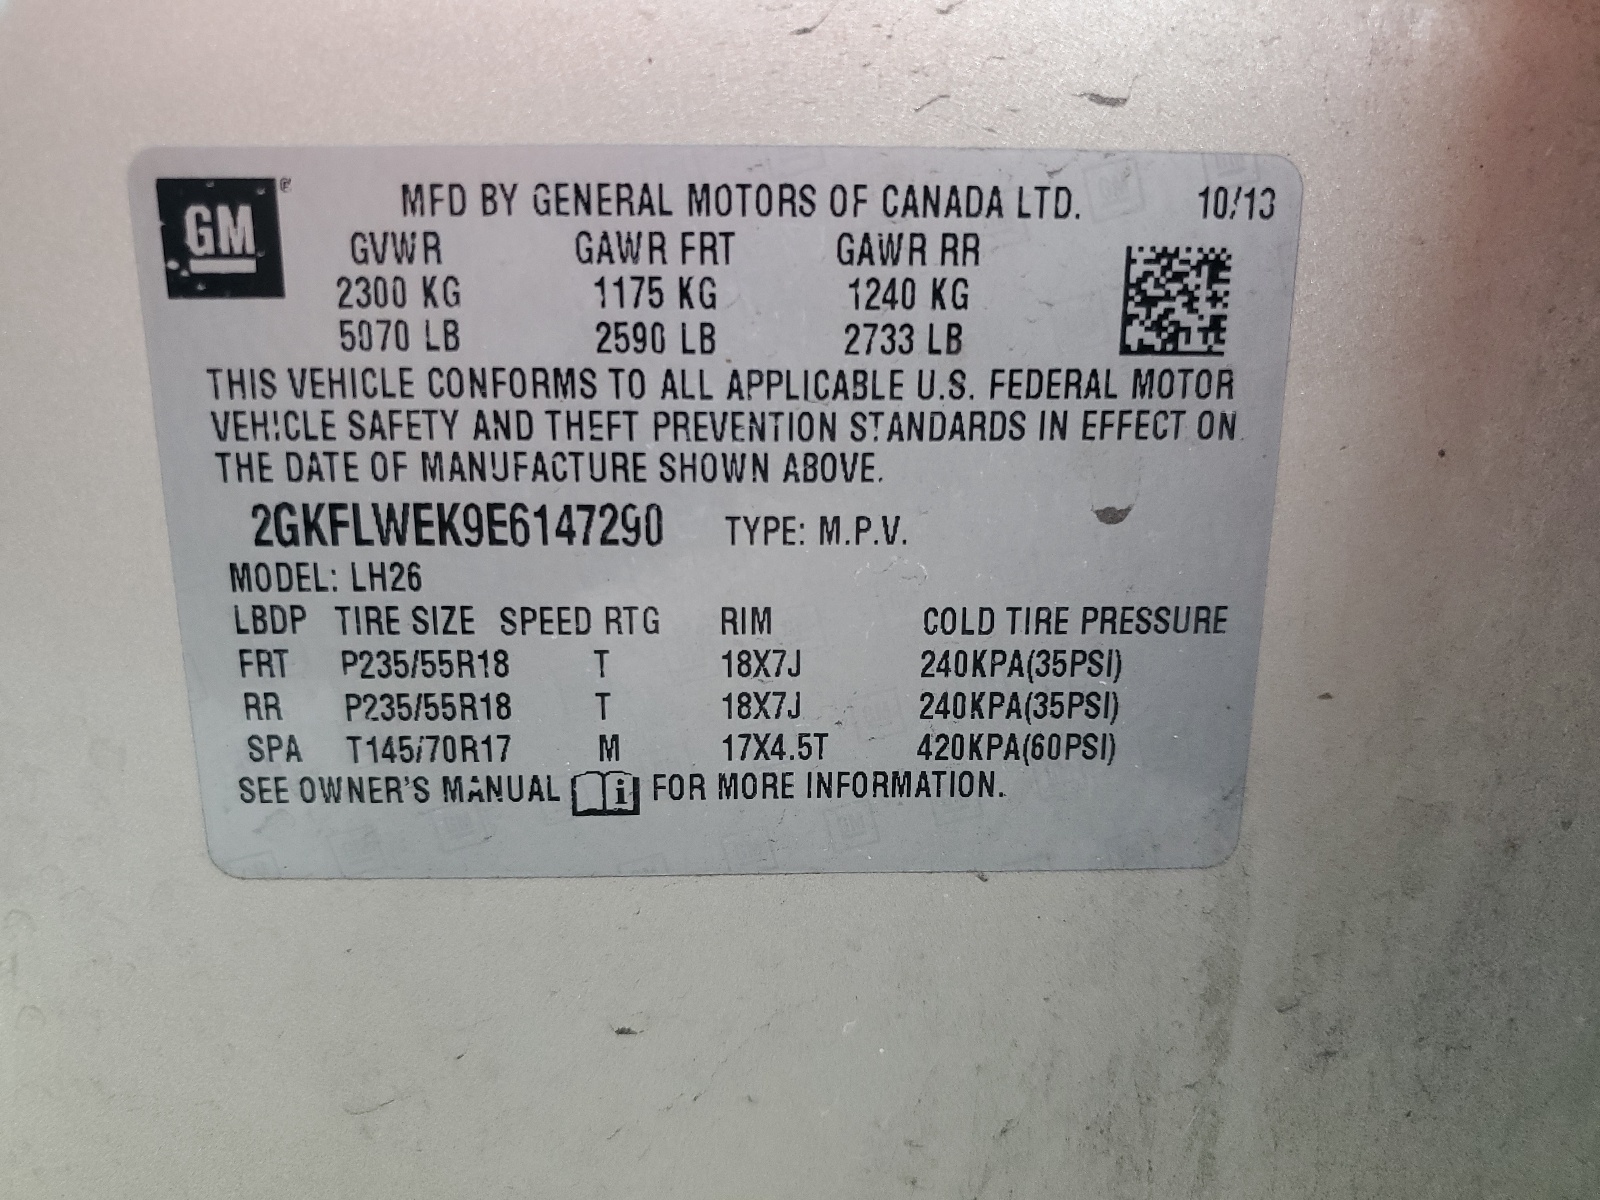 GM® MFD BY GENERAL MOTORS OF CANADA LTD. 10/13
GVWR GAWR FRT GAWR RR
2300 KG 1175 KG 1240 KG
5070 LB 2590 LB 2733 LB
THIS VEHICLE CONFORMS TO ALL APPLICABLE U.S. FEDERAL MOTOR
VEHICLE SAFETY AND THEFT PREVENTION STANDARDS IN EFFECT ON
THE DATE OF MANUFACTURE SHOWN ABOVE.
2GKFLWEK9E6147290 TYPE: M.P.V.
MODEL: LH26
LBDP TIRE SIZE SPEED RTG RIM COLD TIRE PRESSURE
FRT P235/55R18 T 18X7J 240KPA(35PSI)
RR P235/55R18 T 18X7J 240KPA(35PSI)
SPA T145/70R17 M 17X4.5T 420KPA(60PSI)
SEE OWNER'S MANUAL i FOR MORE INFORMATION.